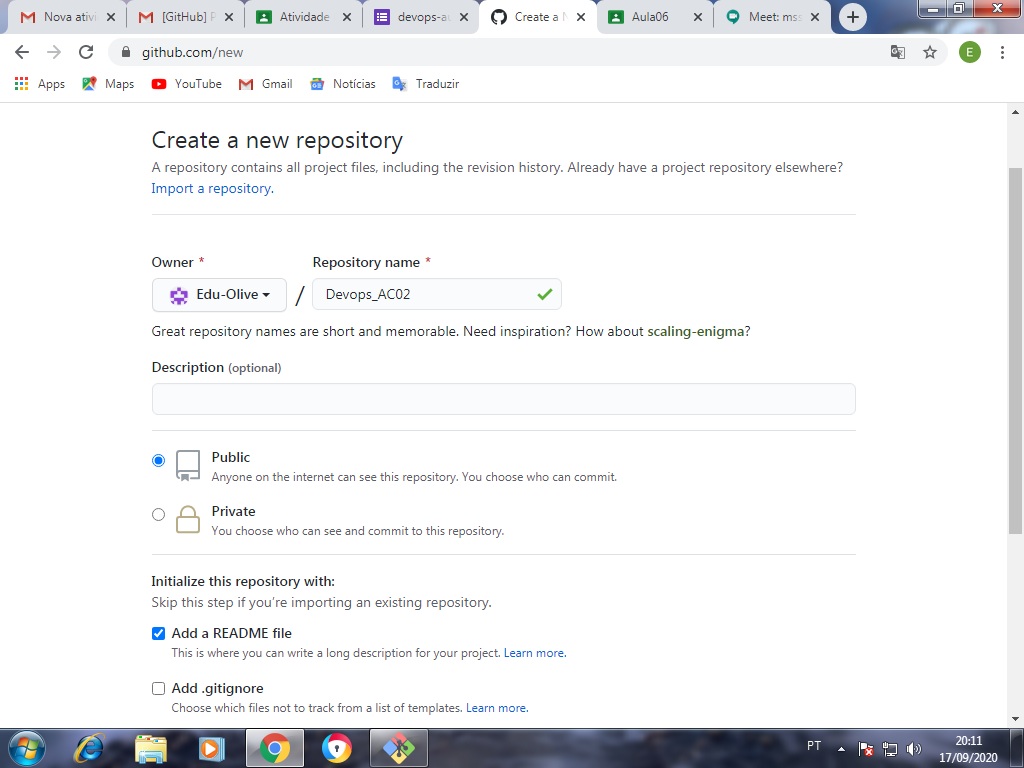 Nova ativi
[GitHub] P
Atividade
devops-au
Create a N
Aula06
Meet: mss
github.com/new
E
Apps
Maps
YouTube
Gmail
Notícias
Traduzir
Create a new repository
A repository contains all project files, including the revision history. Already have a project repository elsewhere?
Import a repository.
Owner *
Repository name *
Edu-Olive
/
Devops_AC02
Great repository names are short and memorable. Need inspiration? How about scaling-enigma?
Description (optional)
Public
Anyone on the internet can see this repository. You choose who can commit.
Private
You choose who can see and commit to this repository.
Initialize this repository with:
Skip this step if you're importing an existing repository.
Add a README file
This is where you can write a long description for your project. Learn more.
Add .gitignore
Choose which files not to track from a list of templates. Learn more.
PT
20:11
17/09/2020